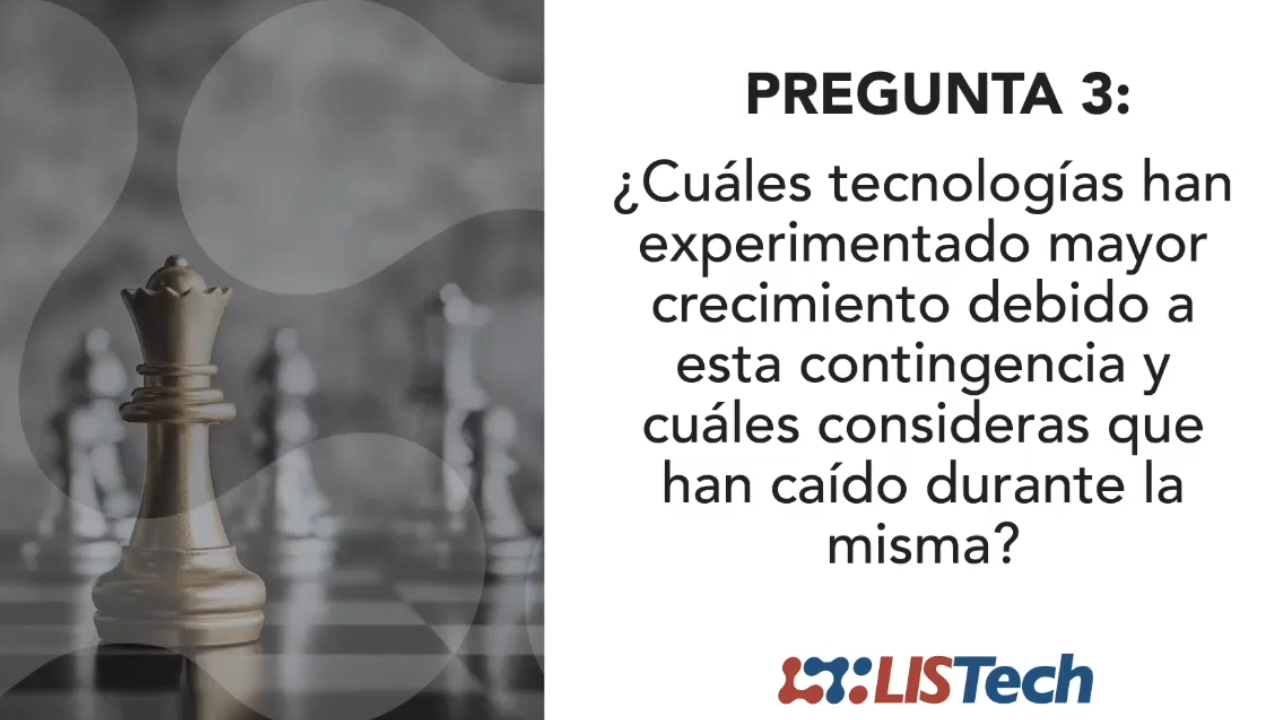 PREGUNTA 3:
¿Cuáles tecnologías han
experimentado mayor
crecimiento debido a
esta contingencia y
cuáles consideras que
han caído durante la
misma?
LISTech